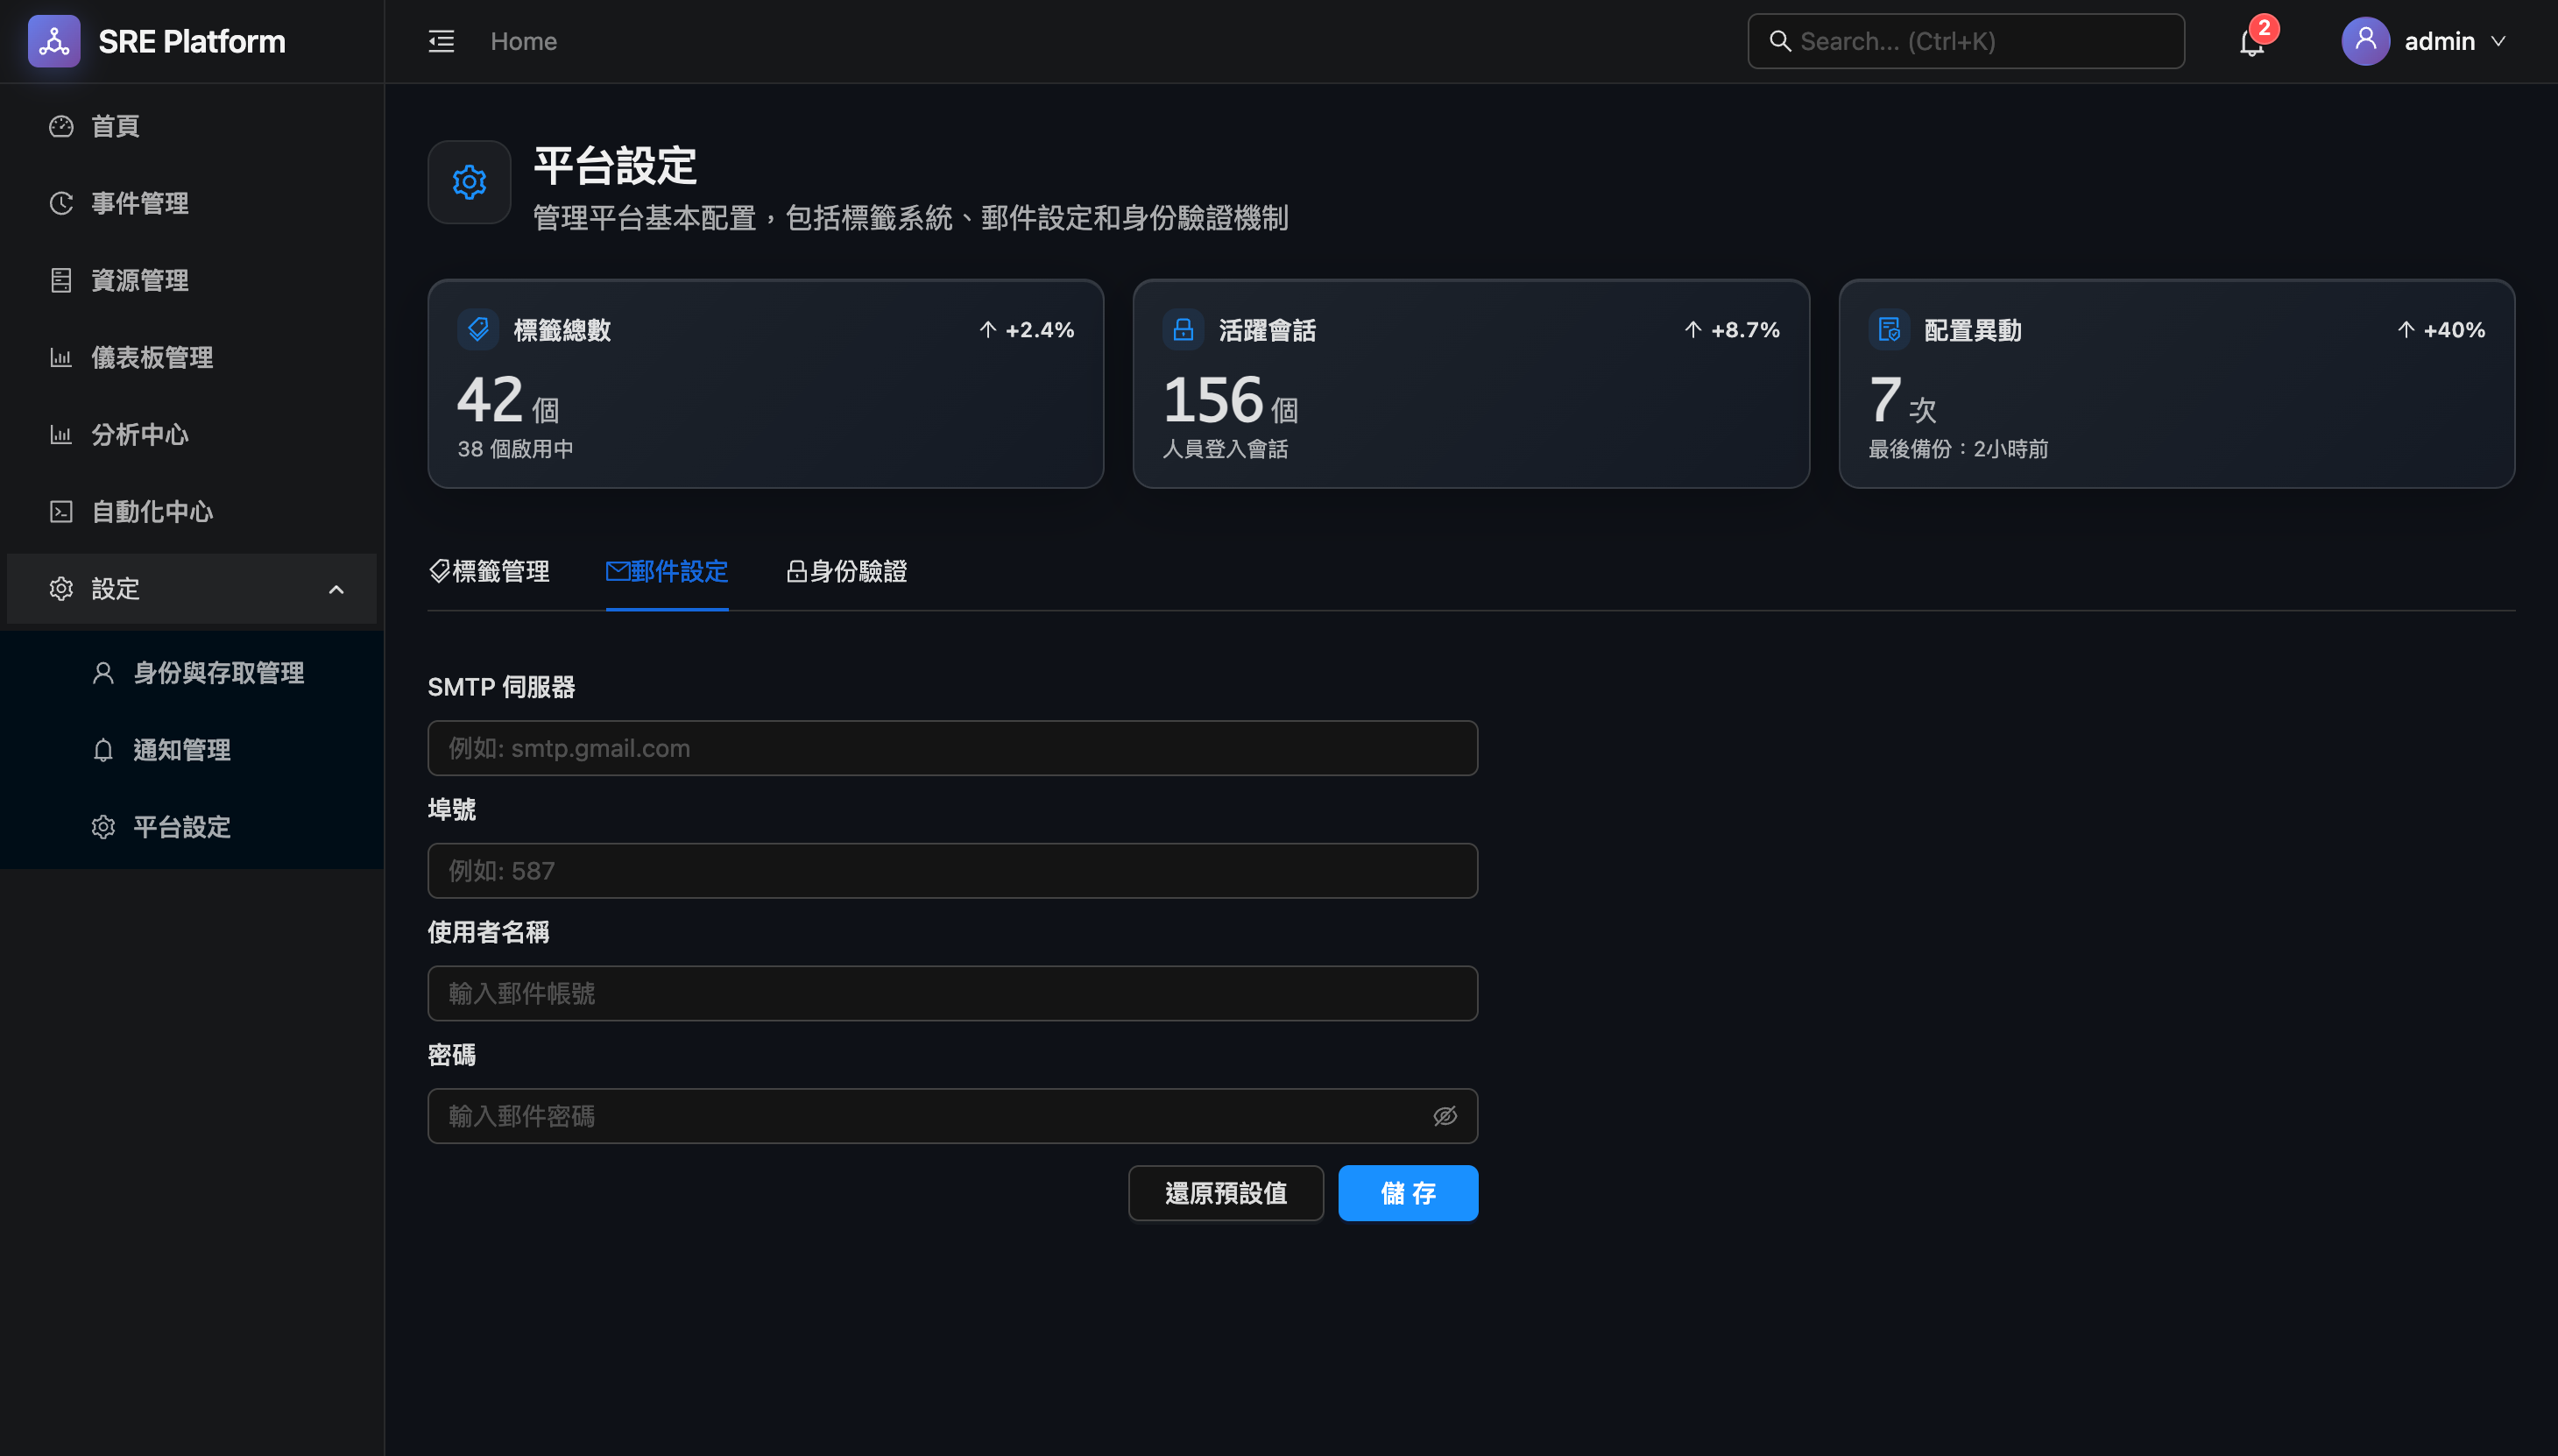 SRE Platform
Home
Search... (Ctrl+K)
2
admin
首頁
事件管理
資源管理
儀表板管理
分析中心
自動化中心
設定
身份與存取管理
通知管理
平台設定
平台設定
管理平台基本配置，包括標籤系統、郵件設定和身份驗證機制
標籤總數
+2.4%
42 個
38 個啟用中
活躍會話
+8.7%
156 個
人員登入會話
配置異動
+40%
7 次
最後備份：2小時前
標籤管理
郵件設定
身份驗證
SMTP 伺服器
例如: smtp.gmail.com
埠號
例如: 587
使用者名稱
輸入郵件帳號
密碼
輸入郵件密碼
還原預設值
儲 存